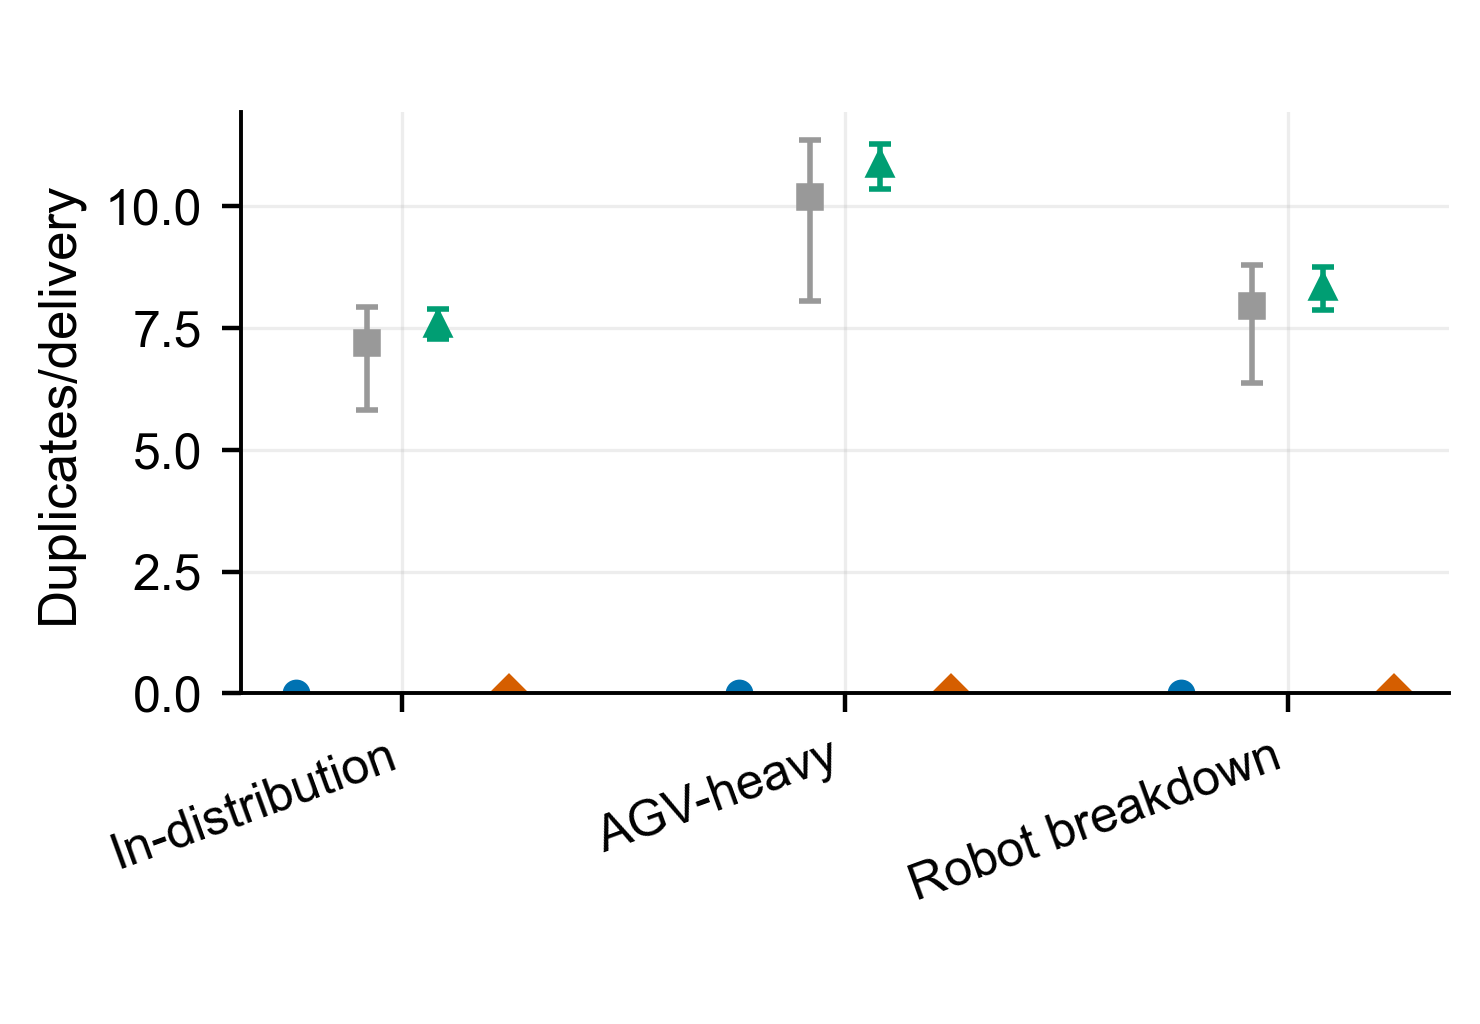 Duplicates/delivery
10.0
7.5
5.0
2.5
0.0
In-distribution
AGV-heavy
Robot breakdown